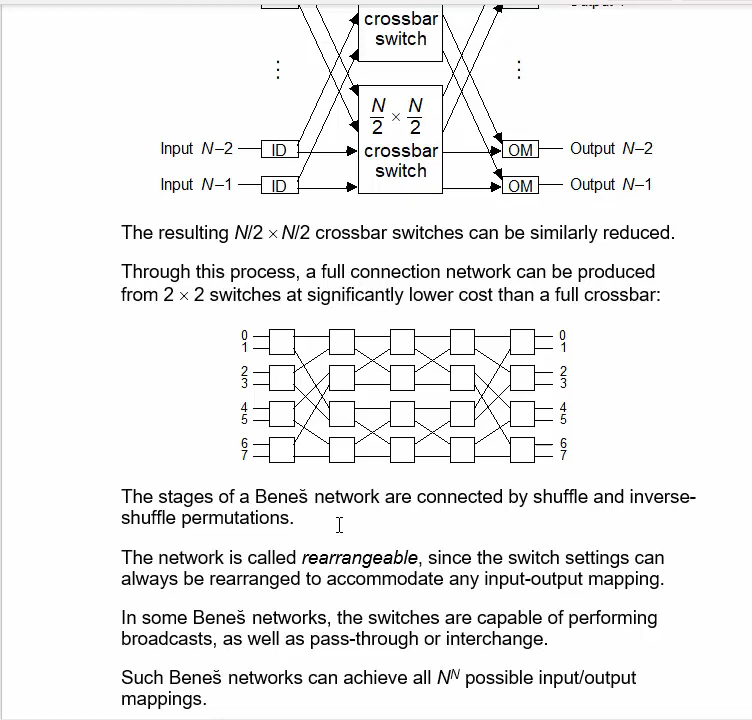 crossbar
switch
⋮ ⋮
N/2 × N/2
Input N–2 ID crossbar OM Output N–2
switch
Input N–1 ID OM Output N–1
The resulting N/2 × N/2 crossbar switches can be similarly reduced.
Through this process, a full connection network can be produced
from 2 × 2 switches at significantly lower cost than a full crossbar:
0 0
1 1
2 2
3 3
4 4
5 5
6 6
7 7
The stages of a Beneš network are connected by shuffle and inverse-
shuffle permutations.
The network is called rearrangeable, since the switch settings can
always be rearranged to accommodate any input-output mapping.
In some Beneš networks, the switches are capable of performing
broadcasts, as well as pass-through or interchange.
Such Beneš networks can achieve all N^N possible input/output
mappings.